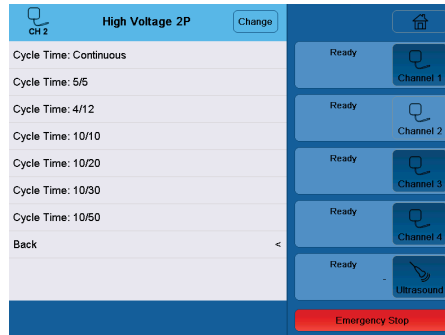 CH 2
High Voltage 2P
Change
Cycle Time: Continuous
Cycle Time: 5/5
Cycle Time: 4/12
Cycle Time: 10/10
Cycle Time: 10/20
Cycle Time: 10/30
Cycle Time: 10/50
Back <
Ready
Channel 1
Ready
Channel 2
Ready
Channel 3
Ready
Channel 4
Ready
-
Ultrasound
Emergency Stop